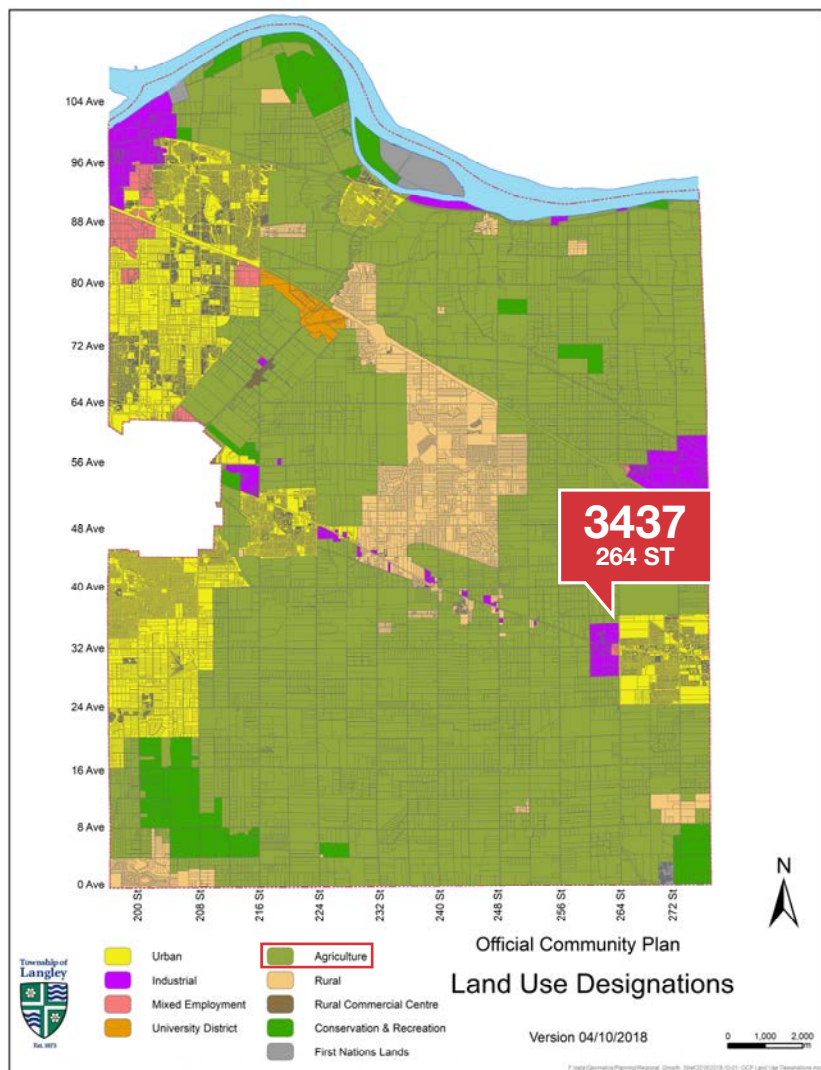 104 Ave
96 Ave
88 Ave
80 Ave
72 Ave
64 Ave
56 Ave
48 Ave
40 Ave
32 Ave
24 Ave
16 Ave
8 Ave
0 Ave
3437
264 ST
200 St
208 St
216 St
224 St
232 St
240 St
248 St
256 St
264 St
272 St
N
Township of
Langley
Est. 1873
Urban
Industrial
Mixed Employment
University District
Agriculture
Rural
Rural Commercial Centre
Conservation & Recreation
First Nations Lands
Official Community Plan
Land Use Designations
Version 04/10/2018
0 1,000 2,000
m